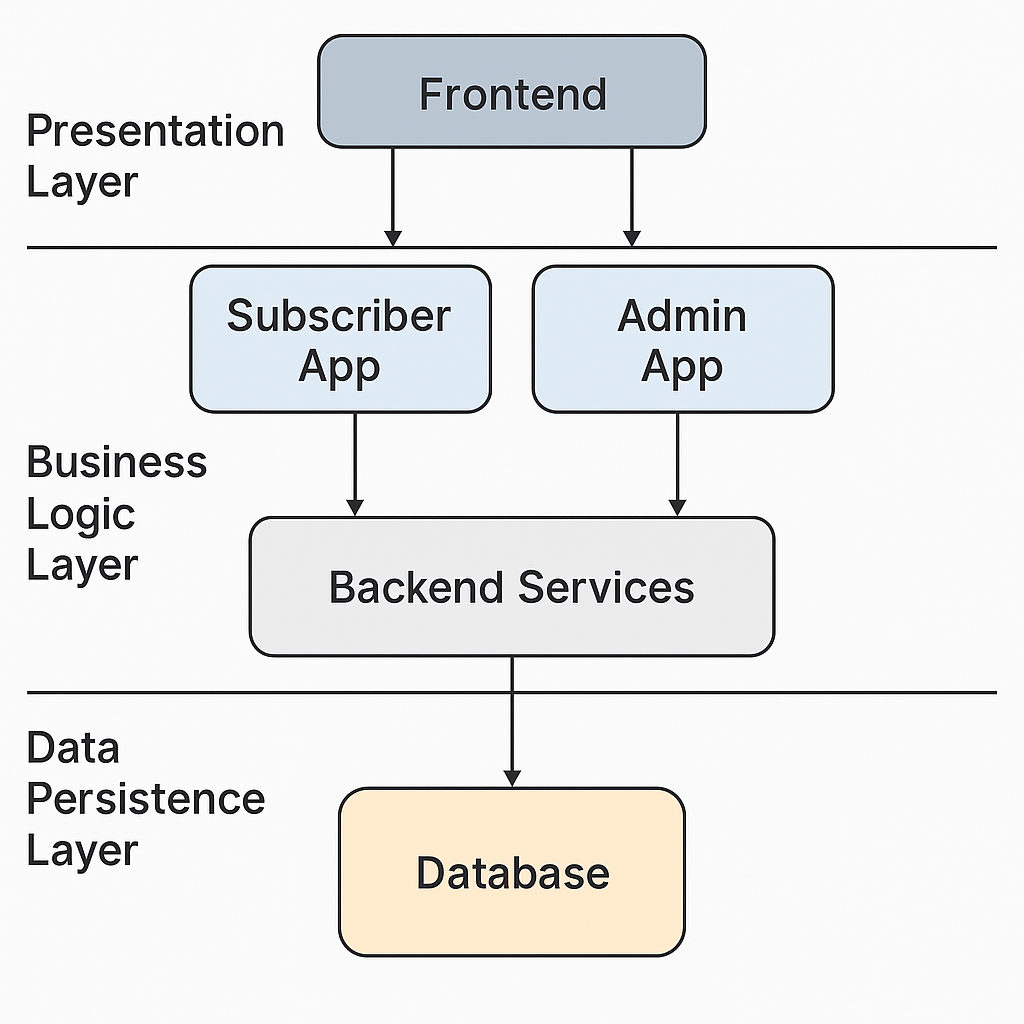 Frontend
Presentation
Layer
Subscriber
App
Admin
App
Business
Logic
Layer
Backend Services
Data
Persistence
Layer
Database